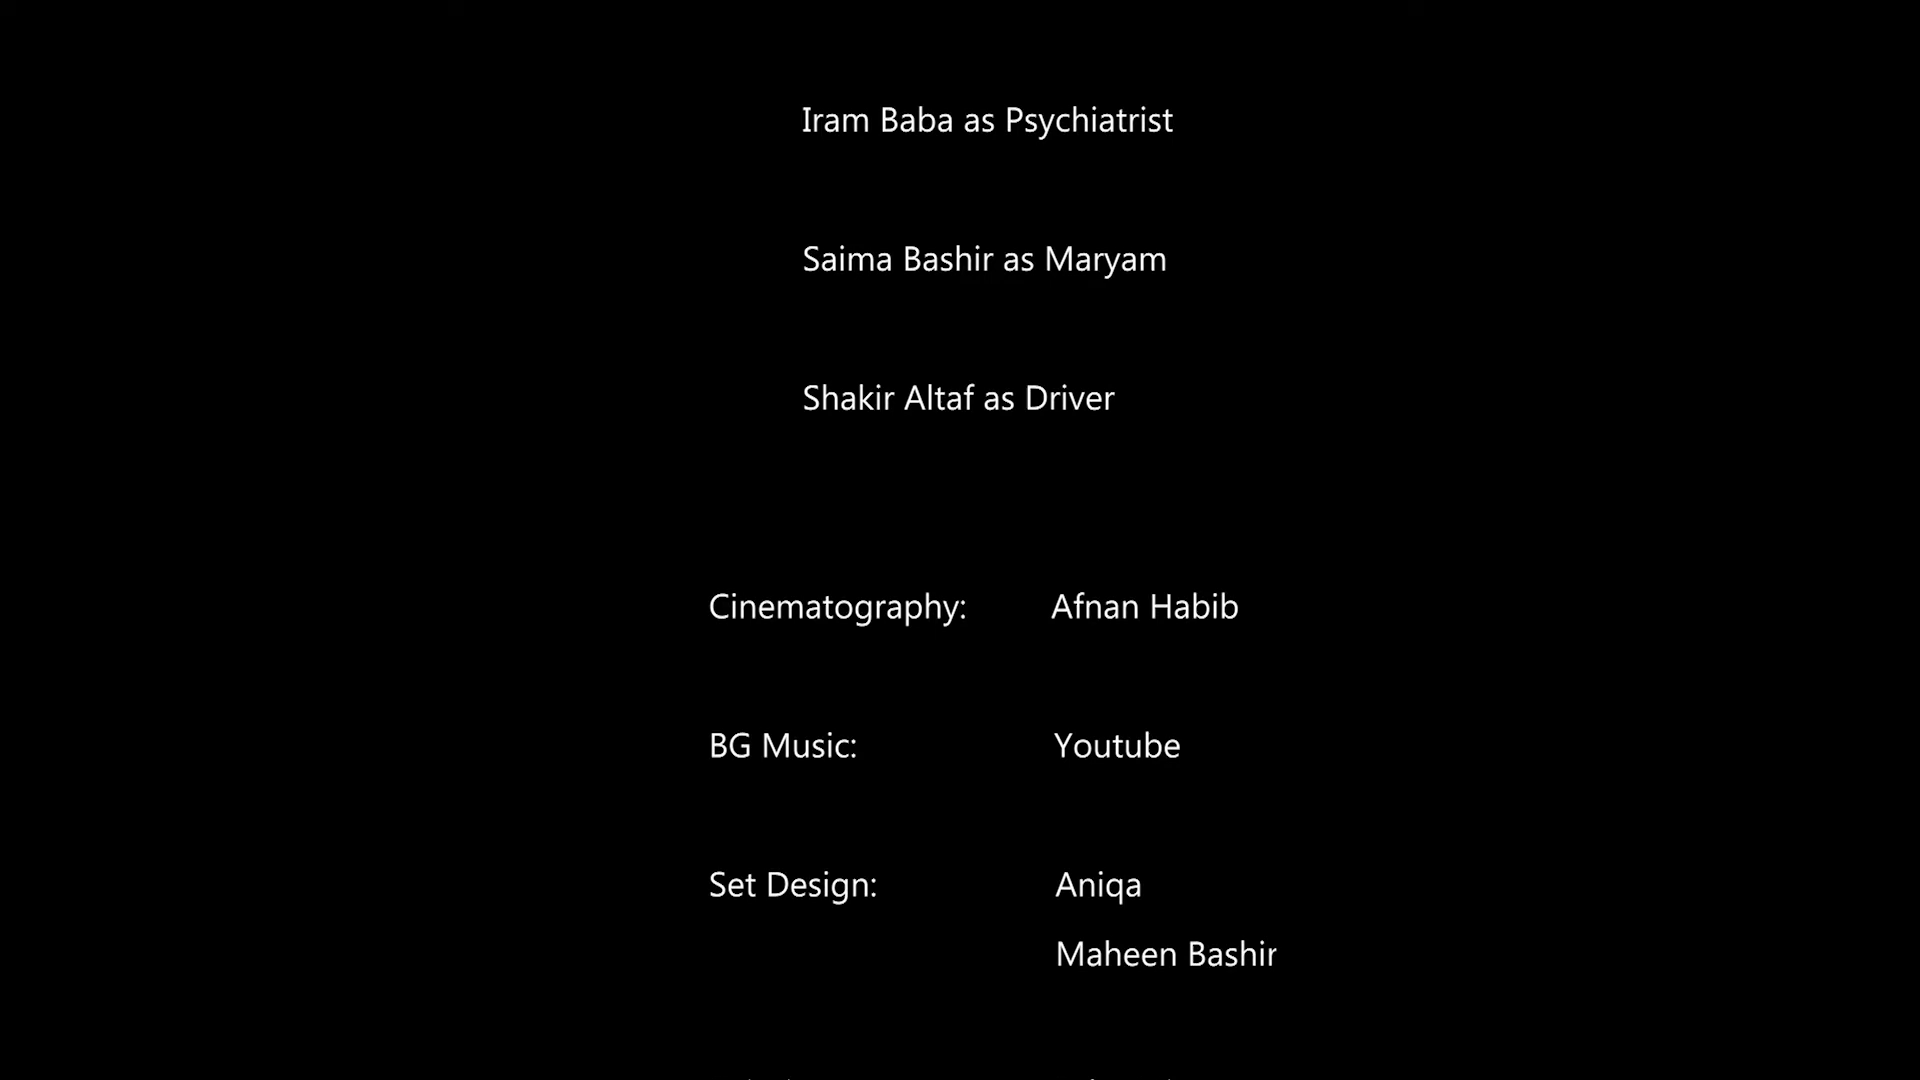 Iram Baba as Psychiatrist
Saima Bashir as Maryam
Shakir Altaf as Driver
Cinematography: Afnan Habib
BG Music: Youtube
Set Design: Aniqa
Maheen Bashir